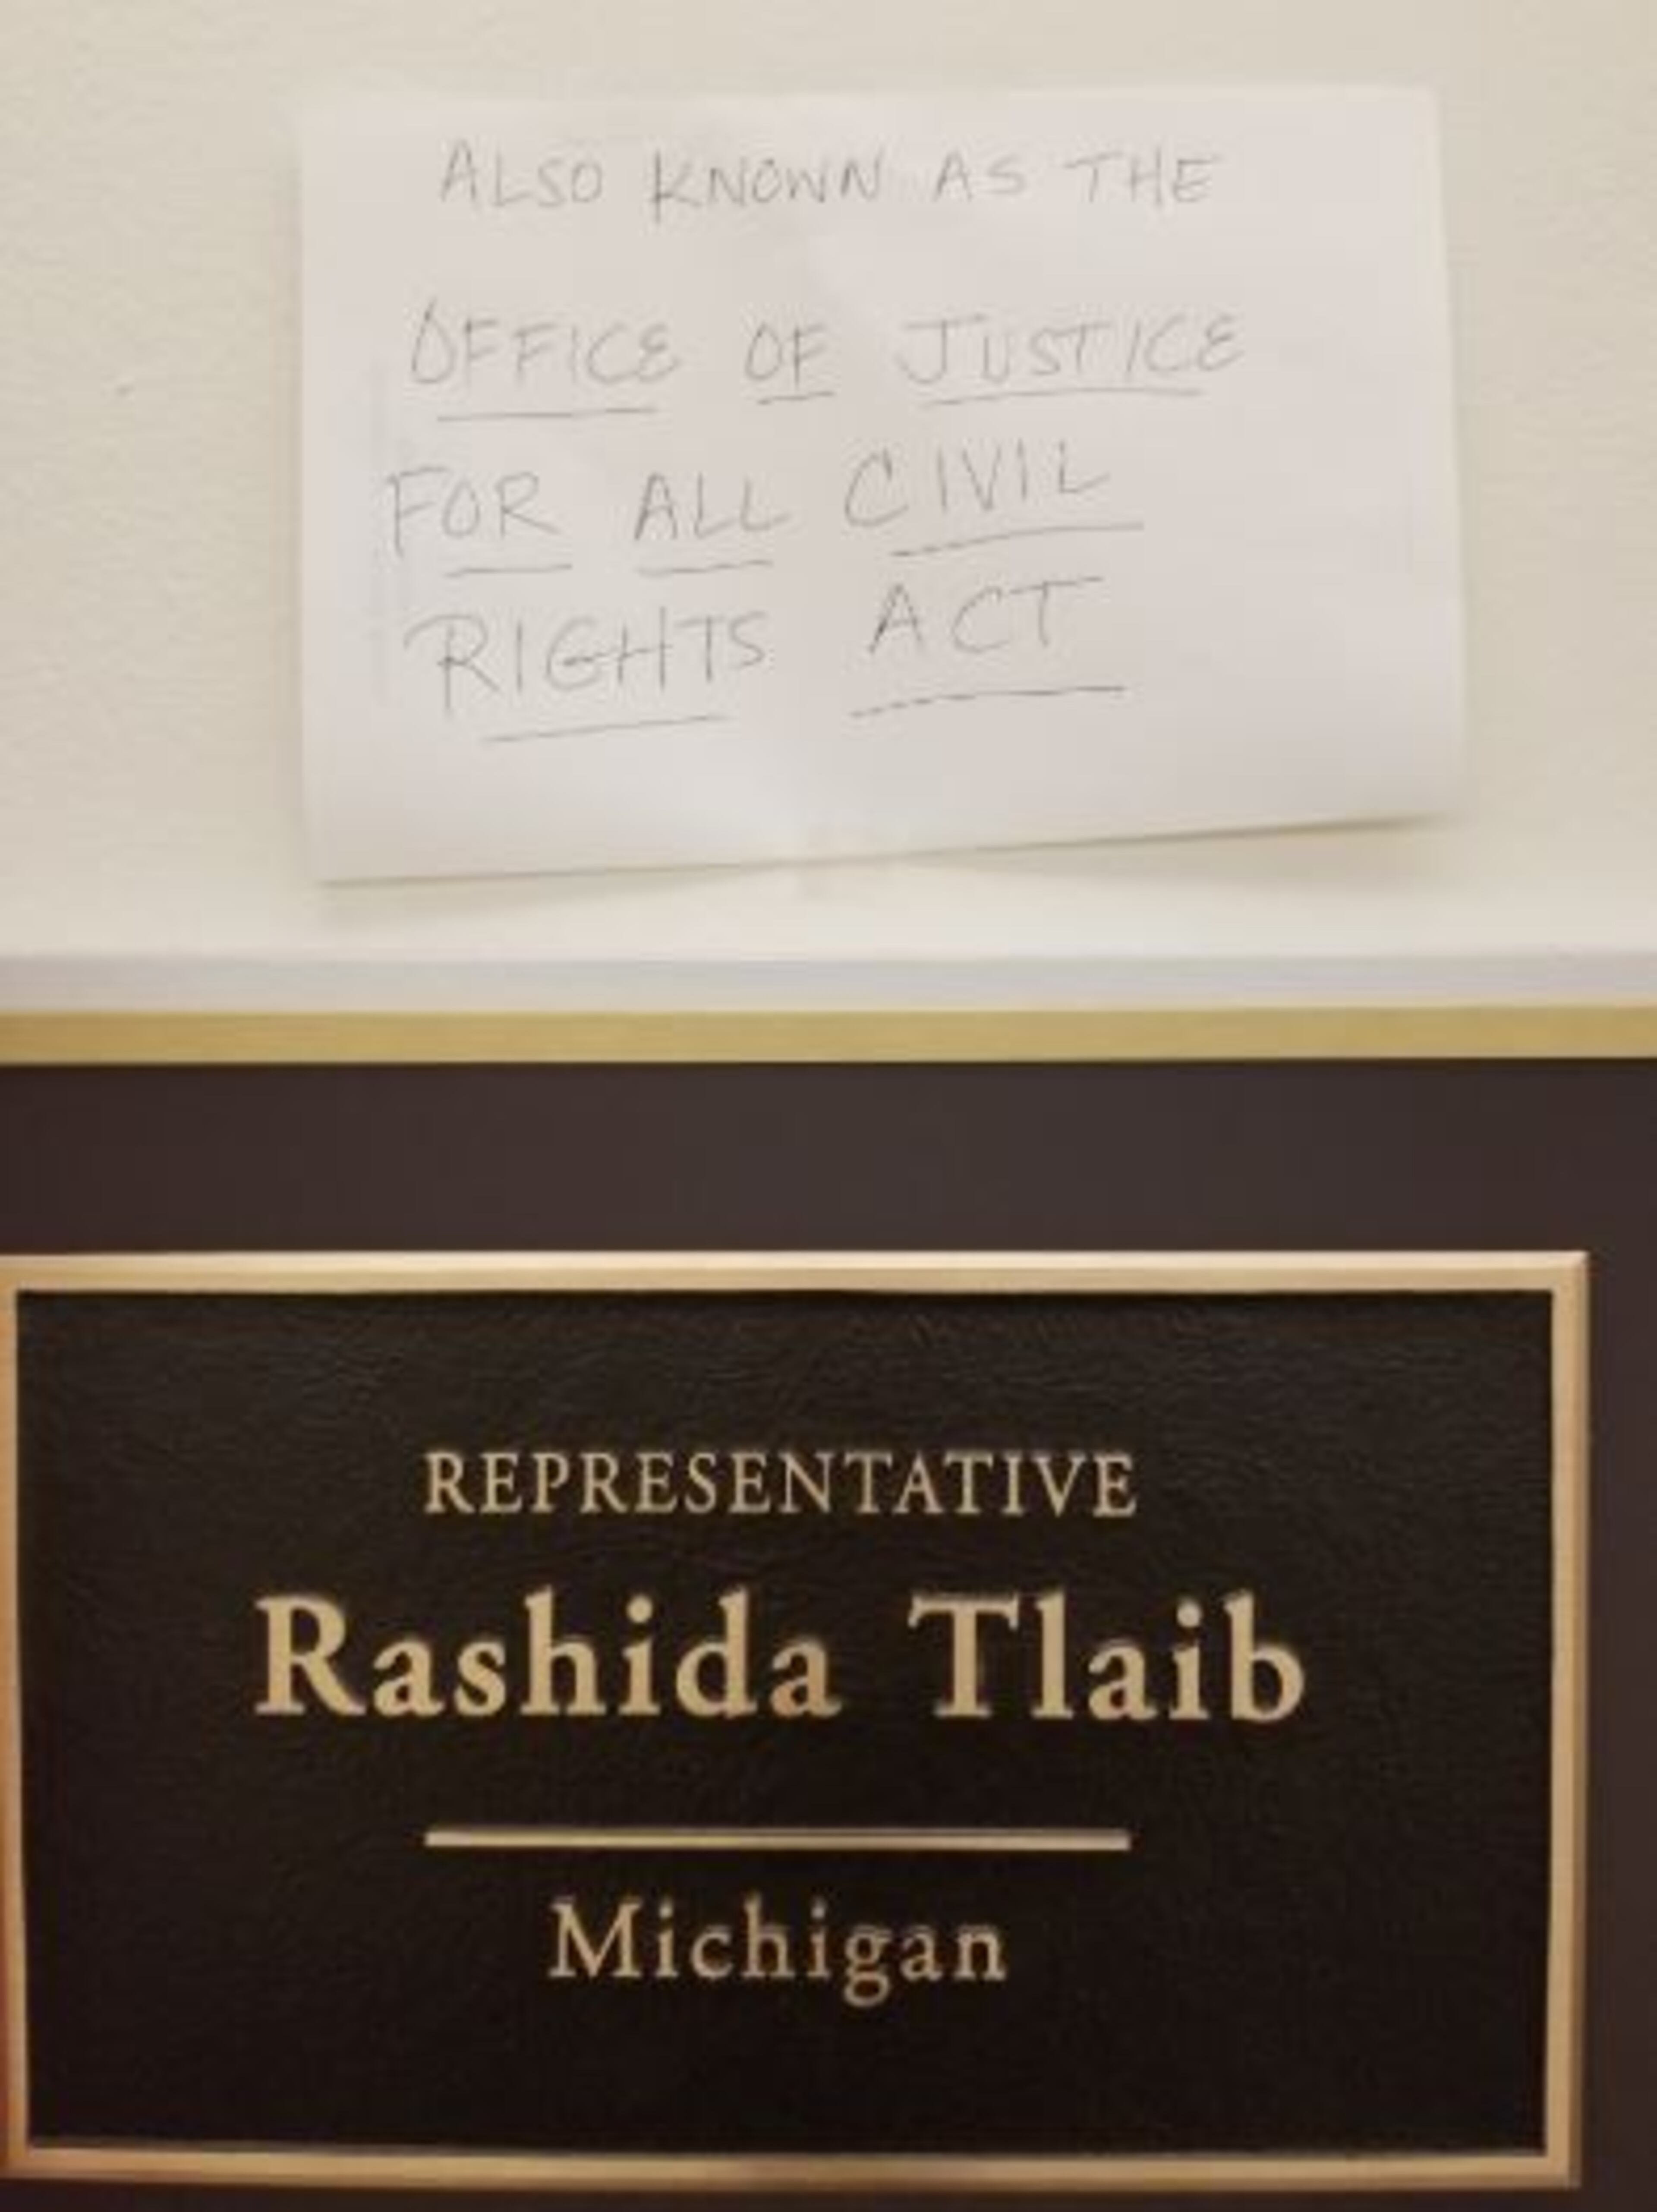 ALSO KNOWN AS THE
OFFICE OF JUSTICE
FOR ALL CIVIL
RIGHTS ACT
REPRESENTATIVE
Rashida Tlaib
Michigan